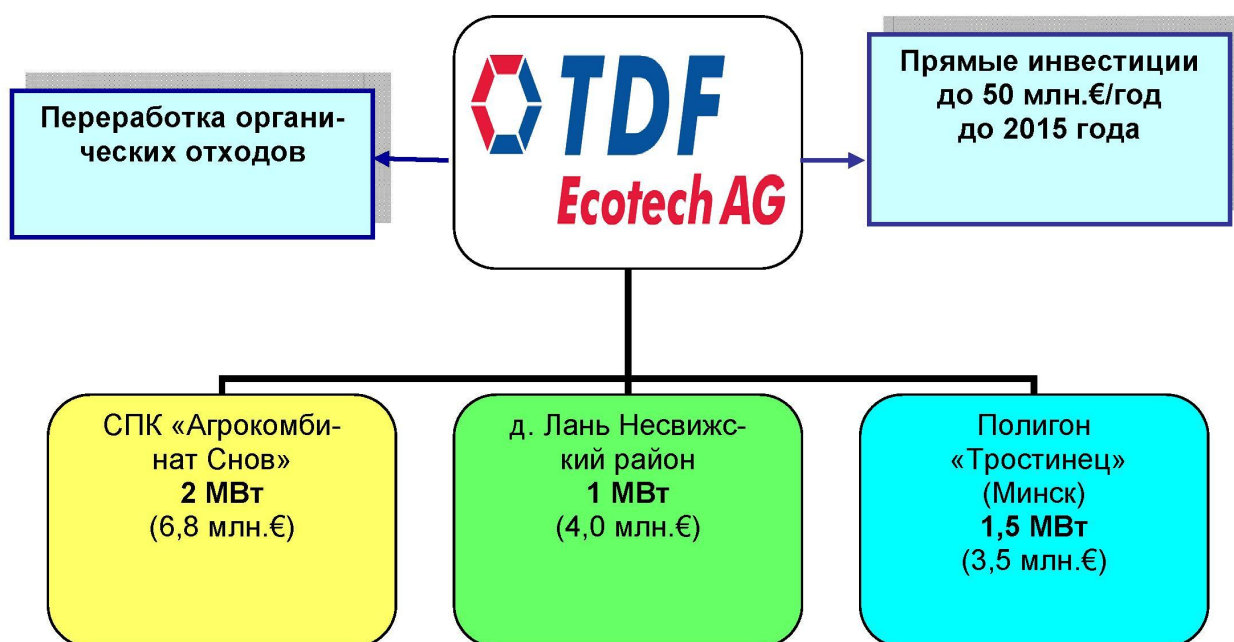 Переработка органи-
ческих отходов
TDF
Ecotech AG
Прямые инвестиции
до 50 млн.€/год
до 2015 года
СПК «Агрокомби-
нат Снов»
2 МВт
(6,8 млн.€)
д. Лань Несвижс-
кий район
1 МВт
(4,0 млн.€)
Полигон
«Тростинец»
(Минск)
1,5 МВт
(3,5 млн.€)